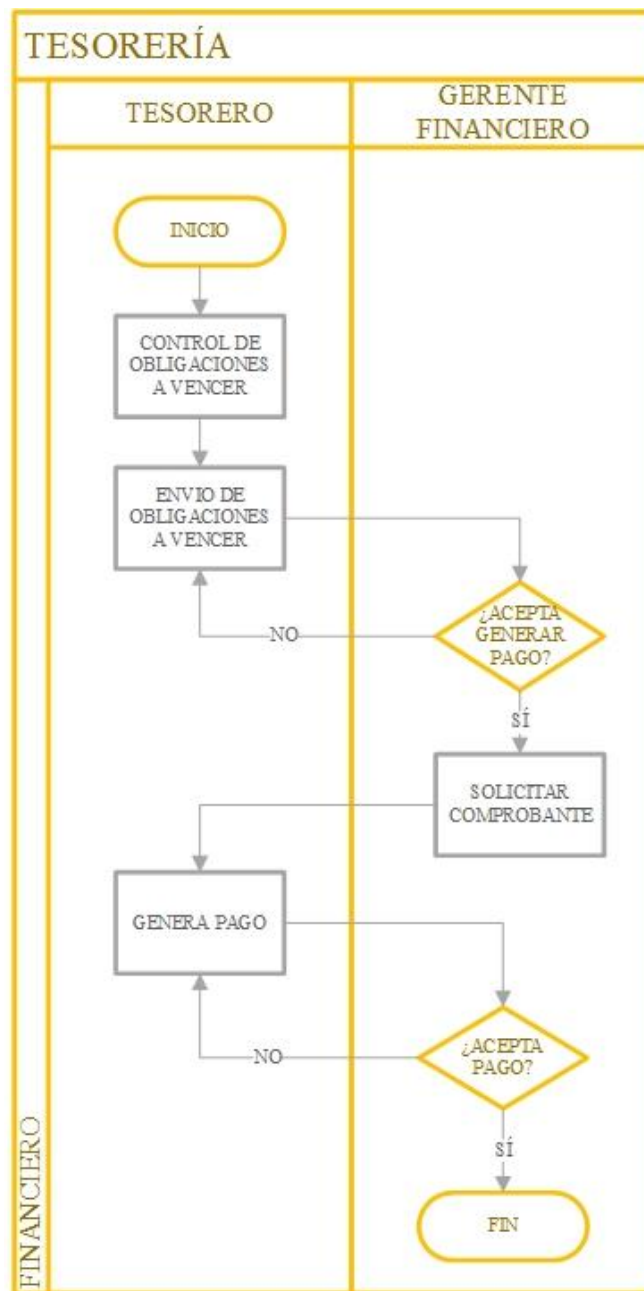 TESORERÍA
TESORERO
GERENTE
FINANCIERO
INICIO
CONTROL DE
OBLIGACIONES
A VENCER
ENVIO DE
OBLIGACIONES
A VENCER
¿ACEPTA
GENERAR
PAGO?
NO
SÍ
SOLICITAR
COMPROBANTE
GENERA PAGO
¿ACEPTA
PAGO?
NO
SÍ
FIN
FINANCIERO